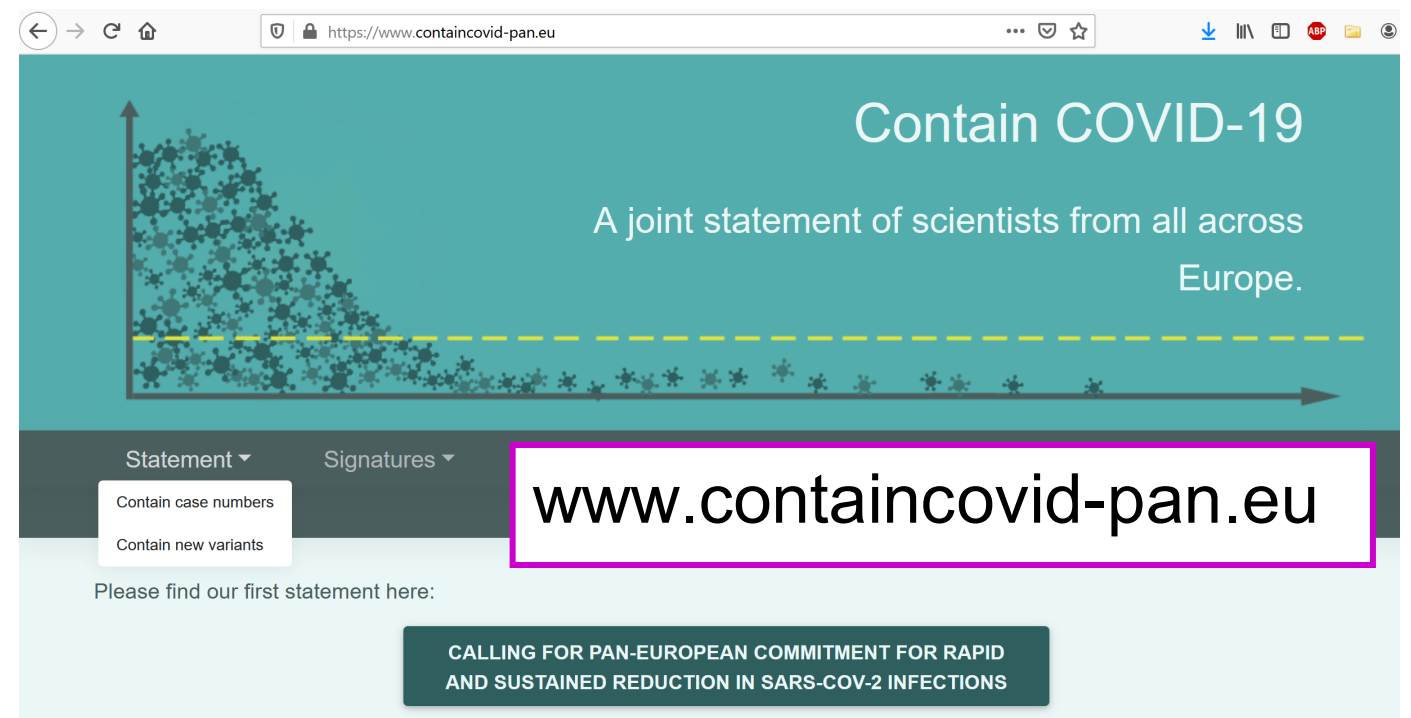 https://www.containcovid-pan.eu
ABP
Contain COVID-19
A joint statement of scientists from all across
Europe.
Statement
Signatures
Contain case numbers
Contain new variants
www.containcovid-pan.eu
Please find our first statement here:
CALLING FOR PAN-EUROPEAN COMMITMENT FOR RAPID
AND SUSTAINED REDUCTION IN SARS-COV-2 INFECTIONS